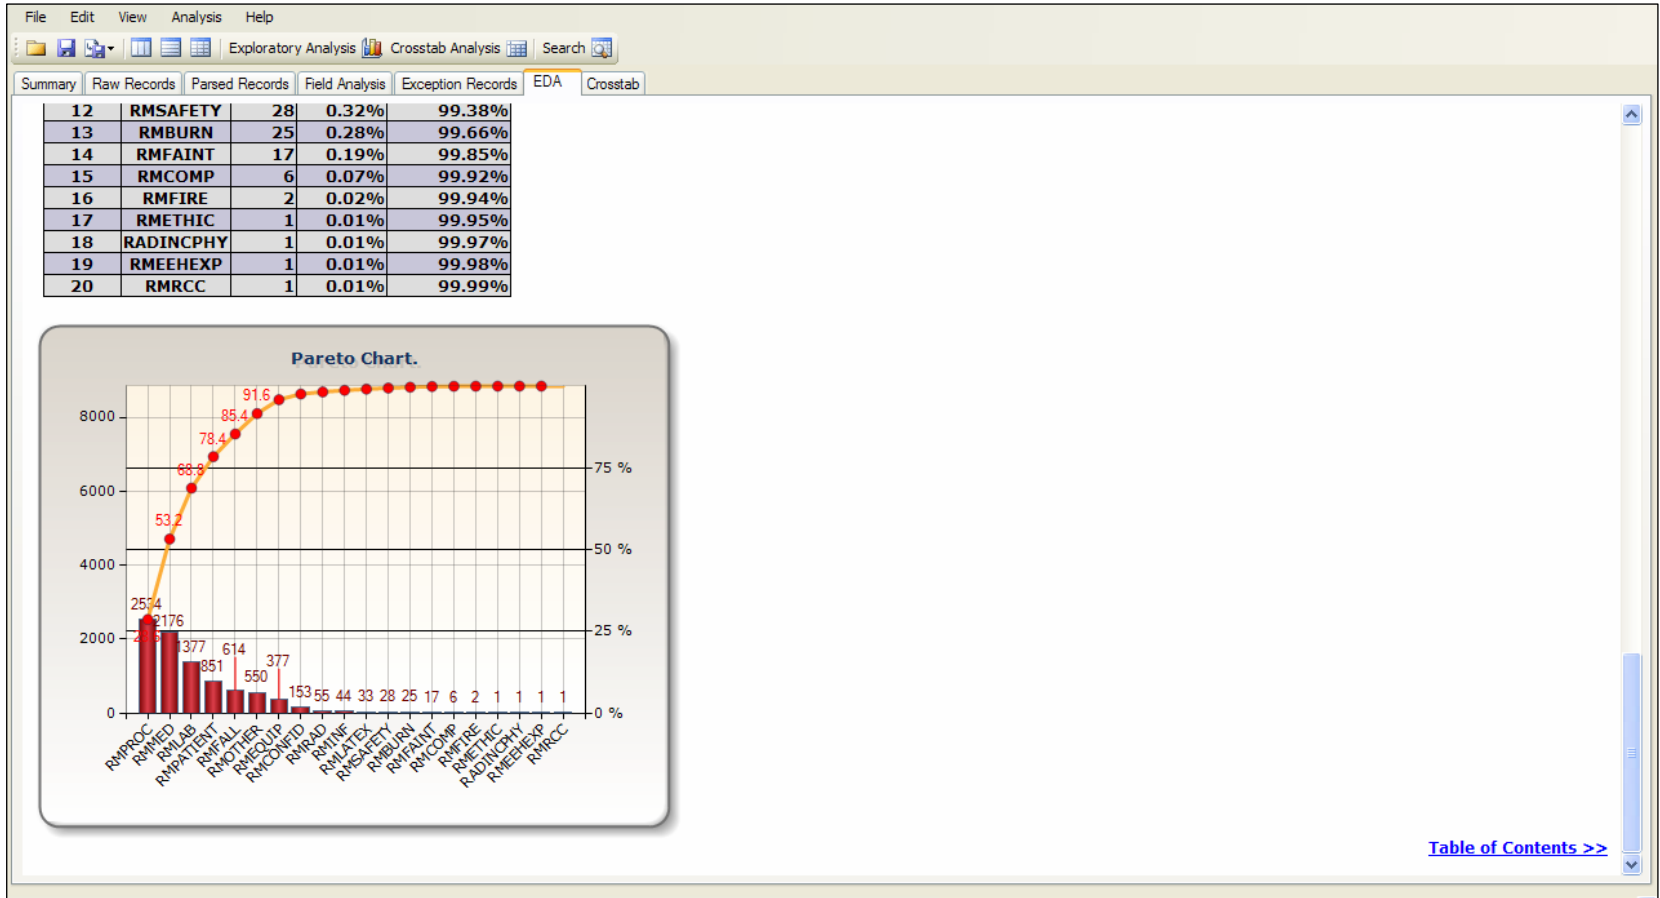 File Edit View Analysis Help
Exploratory Analysis Crosstab Analysis Search
Summary Raw Records Parsed Records Field Analysis Exception Records EDA Crosstab
12 RMSAFETY 28 0.32% 99.38%
13 RMBURN 25 0.28% 99.66%
14 RMFAINT 17 0.19% 99.85%
15 RMCOMP 6 0.07% 99.92%
16 RMFIRE 2 0.02% 99.94%
17 RMETHIC 1 0.01% 99.95%
18 RADINCPHY 1 0.01% 99.97%
19 RMEEHEXP 1 0.01% 99.98%
20 RMRCC 1 0.01% 99.99%
Pareto Chart.
91.6
8000 85.4
78.4
68.8 75 %
6000
53.2
50 %
4000
2534
2176
2000 25 %
1377 614
851 377
550
153 55 44 33 28 25 17 6 2 1 1 1 1
0 0 %
RMPROC RMMED RMLAB RMPATIENT RMFALL RMOTHER RMEQUIP RMCONFID RMRAD RMINF RMLATEX RMSAFETY RMBURN RMFAINT RMCOMP RMFIRE RMETHIC RADINCPHY RMEEHEXP RMRCC
Table of Contents >>